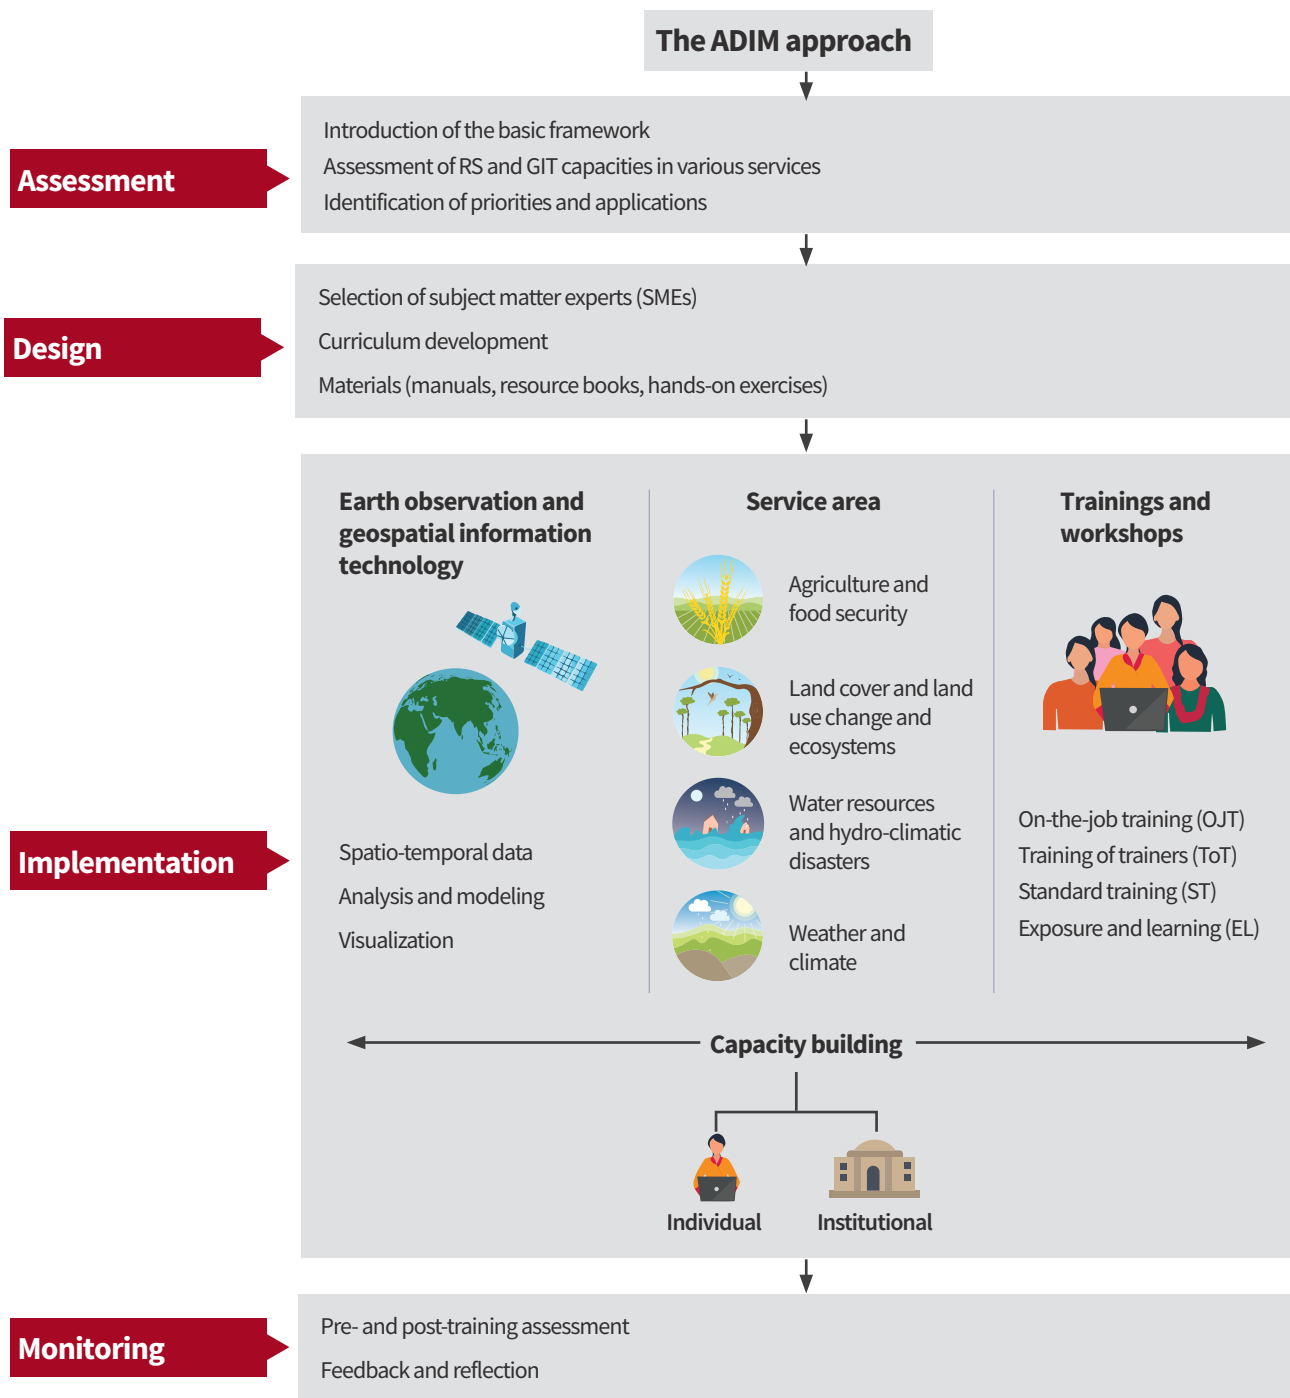 The ADIM approach
Assessment
Introduction of the basic framework
Assessment of RS and GIT capacities in various services
Identification of priorities and applications
Design
Selection of subject matter experts (SMEs)
Curriculum development
Materials (manuals, resource books, hands-on exercises)
Implementation
Earth observation and
geospatial information
technology
Spatio-temporal data
Analysis and modeling
Visualization
Service area
Agriculture and
food security
Land cover and land
use change and
ecosystems
Water resources
and hydro-climatic
disasters
Weather and
climate
Trainings and
workshops
On-the-job training (OJT)
Training of trainers (ToT)
Standard training (ST)
Exposure and learning (EL)
Capacity building
Individual
Institutional
Monitoring
Pre- and post-training assessment
Feedback and reflection